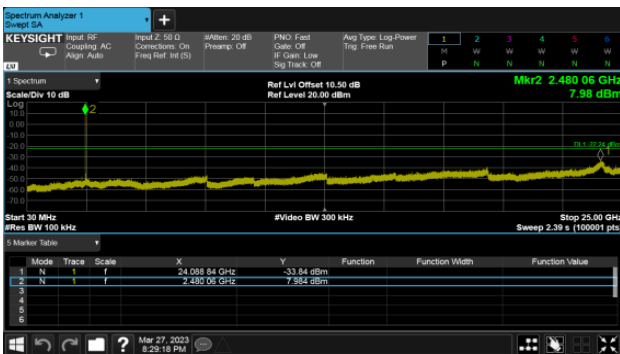 Spectrum Analyzer 1
Swept SA
+
KEYSIGHT Input: RF Input Z: 50 Ω #Atten: 20 dB PNO: Fast Avg Type: Log-Power 1 2 3 4 5 6
Coupling: AC Corrections: On Preamp: Off Gate: Off Trig: Free Run M W W W W W
Align: Auto Freq Ref: Int (S) IF Gain: Low
LXI Sig Track: Off P N N N N N
1 Spectrum Ref Lvl Offset 10.50 dB Mkr2 2.480 06 GHz
Scale/Div 10 dB Ref Level 20.00 dBm 7.98 dBm
Log
10.0 2
0.00
-10.0
-20.0 DL1 -22.24 dBm
-30.0 1
-40.0
-50.0
-60.0
-70.0
Start 30 MHz #Video BW 300 kHz Stop 25.00 GHz
#Res BW 100 kHz Sweep 2.39 s (100001 pts)
5 Marker Table
Mode Trace Scale X Y Function Function Width Function Value
1 N 1 f 24.088 84 GHz -33.84 dBm
2 N 1 f 2.480 06 GHz 7.984 dBm
3
4
5
6
? Mar 27, 2023
8:29:18 PM